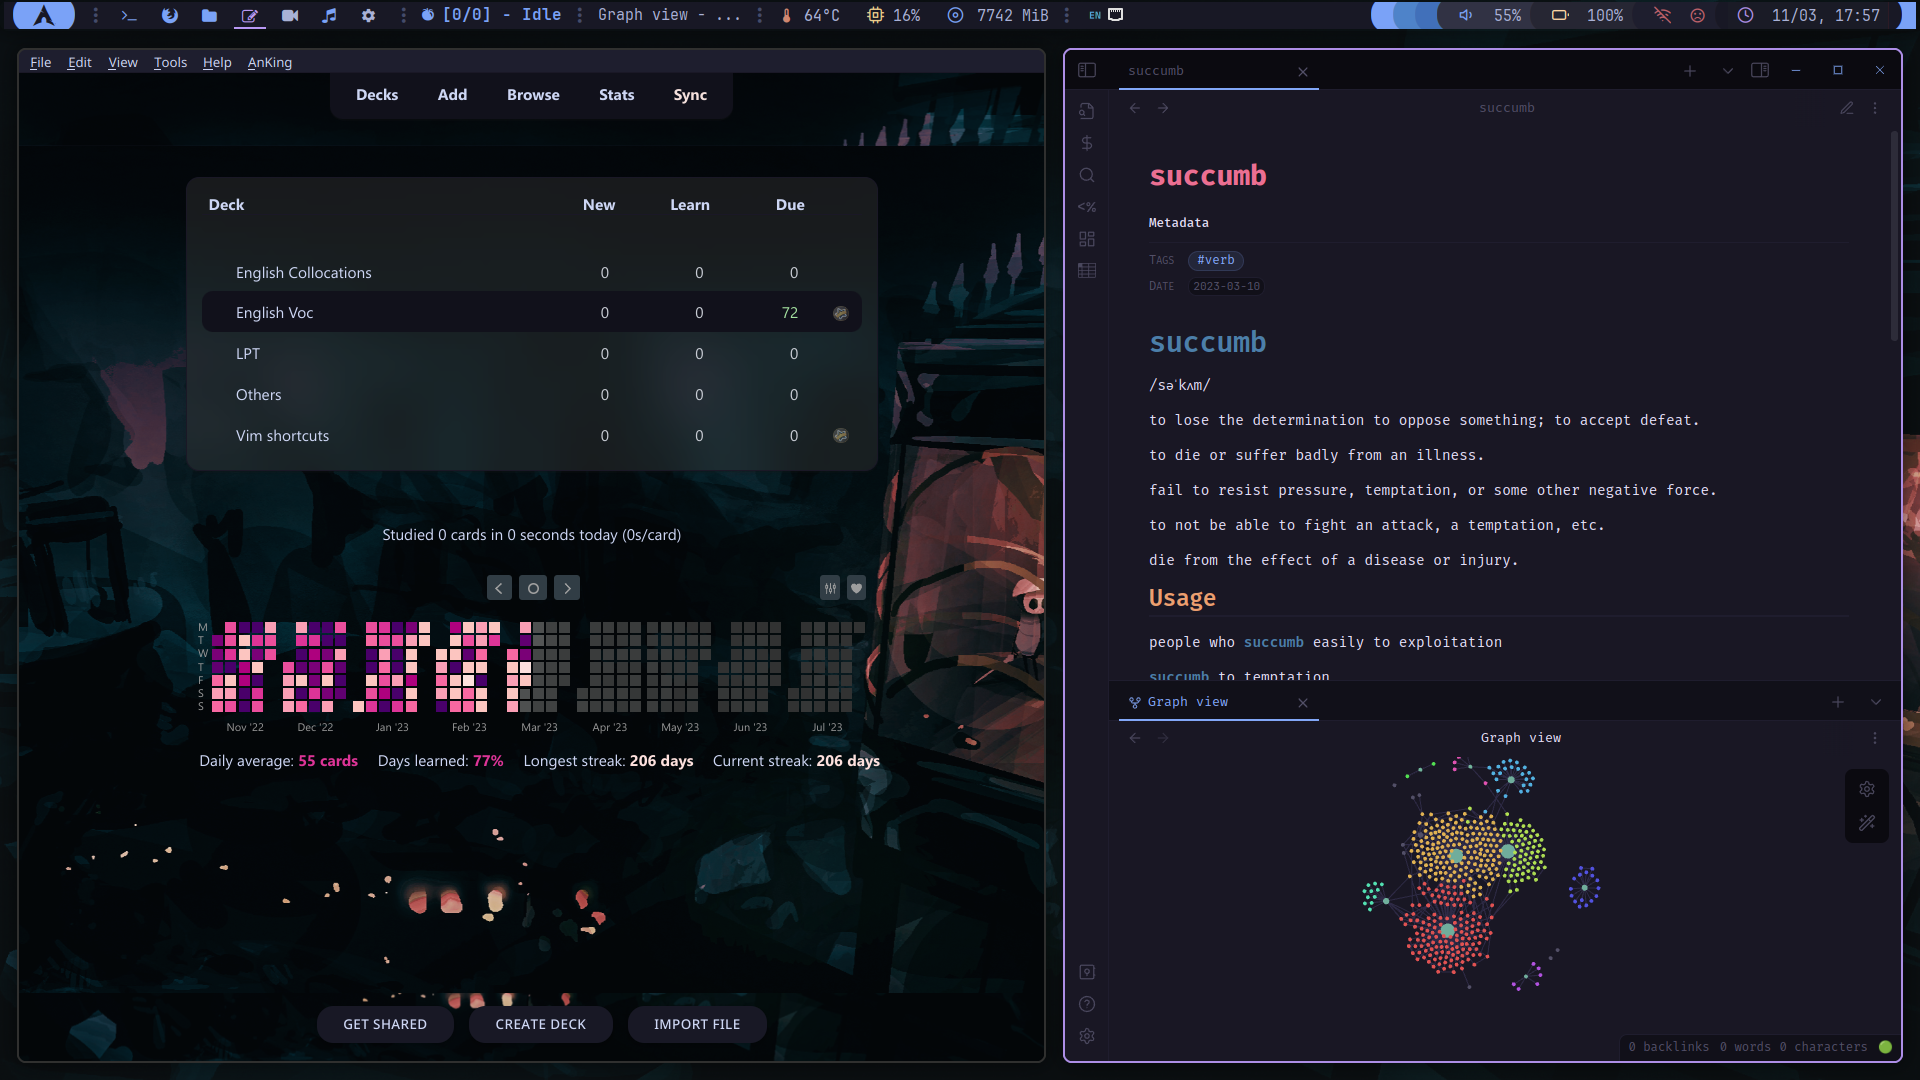 [0/0] - Idle
Graph view - ...
64°C
16%
7742 MiB
EN
55%
100%
11/03, 17:57
File Edit View Tools Help AnKing
Decks Add Browse Stats Sync
Deck New Learn Due
English Collocations 0 0 0
English Voc 0 0 72
LPT 0 0 0
Others 0 0 0
Vim shortcuts 0 0 0
Studied 0 cards in 0 seconds today (0s/card)
M
T
W
T
F
S
S
Nov '22 Dec '22 Jan '23 Feb '23 Mar '23 Apr '23 May '23 Jun '23 Jul '23
Daily average: 55 cards Days learned: 77% Longest streak: 206 days Current streak: 206 days
GET SHARED CREATE DECK IMPORT FILE
succumb
succumb
succumb
Metadata
TAGS #verb
DATE 2023-03-10
succumb
/səˈkʌm/
to lose the determination to oppose something; to accept defeat.
to die or suffer badly from an illness.
fail to resist pressure, temptation, or some other negative force.
to not be able to fight an attack, a temptation, etc.
die from the effect of a disease or injury.
Usage
people who succumb easily to exploitation
succumb to temptation
Graph view
Graph view
0 backlinks 0 words 0 characters